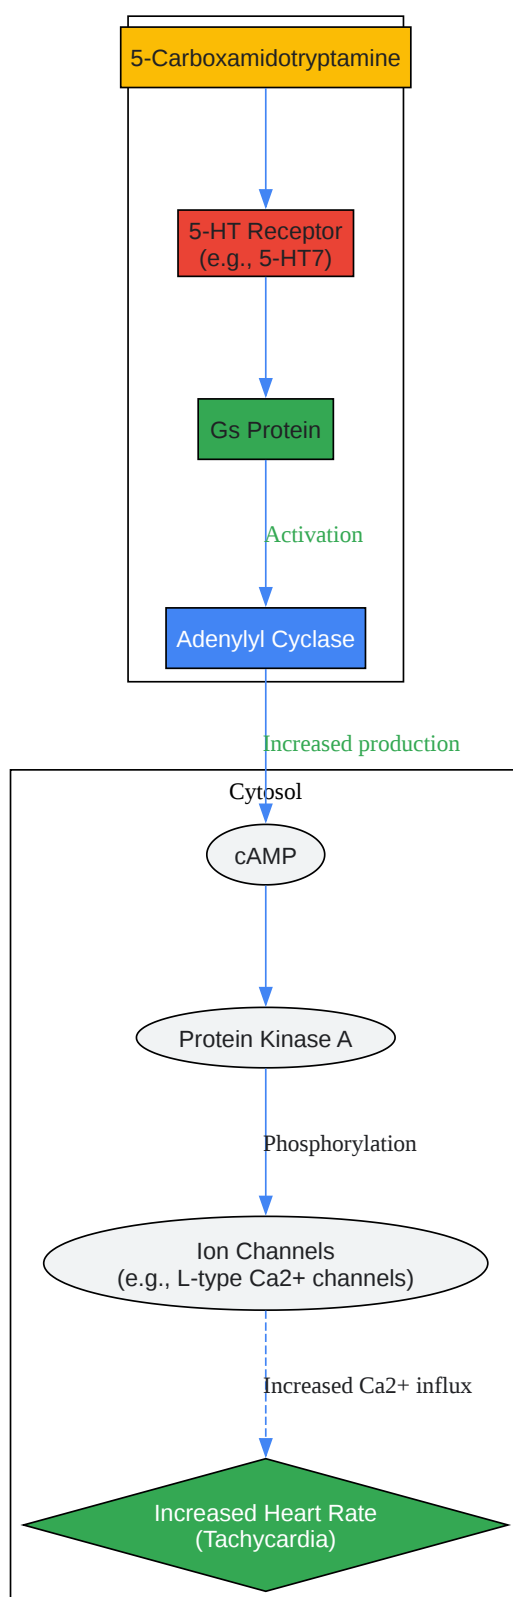 5-Carboxamidotryptamine
5-HT Receptor
(e.g., 5-HT7)
Gs Protein
Activation
Adenylyl Cyclase
Increased production
Cytosol
cAMP
Protein Kinase A
Phosphorylation
Ion Channels
(e.g., L-type Ca2+ channels)
Increased Ca2+ influx
Increased Heart Rate
(Tachycardia)